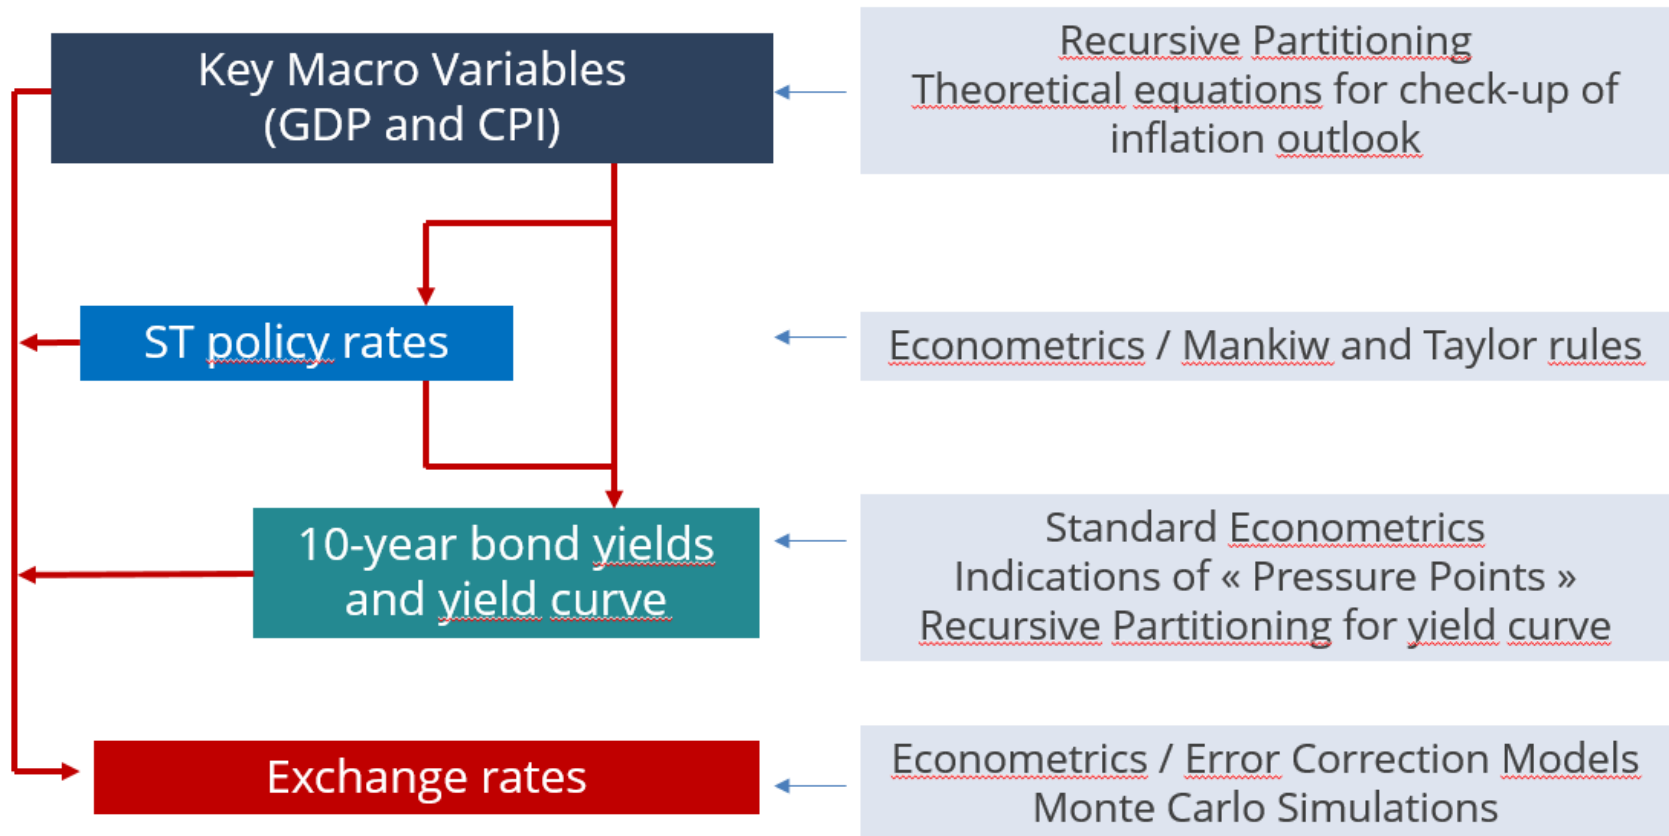 Key Macro Variables
(GDP and CPI)
Recursive Partitioning
Theoretical equations for check-up of
inflation outlook
ST policy rates
Econometrics / Mankiw and Taylor rules
10-year bond yields
and yield curve
Standard Econometrics
Indications of « Pressure Points »
Recursive Partitioning for yield curve
Exchange rates
Econometrics / Error Correction Models
Monte Carlo Simulations